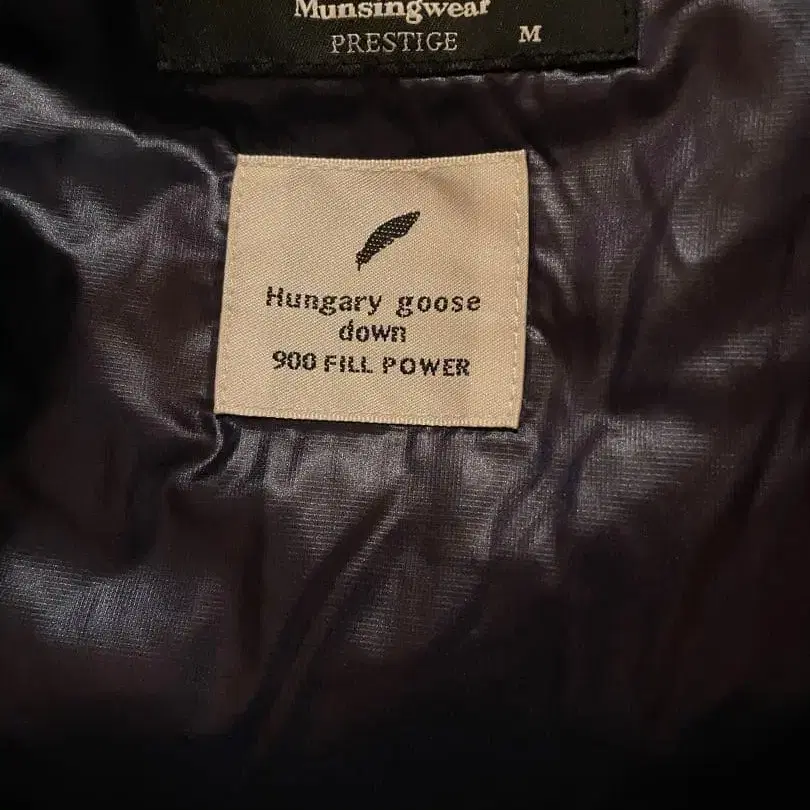 Munsingwear
PRESTIGE M
Hungary goose
down
900 FILL POWER